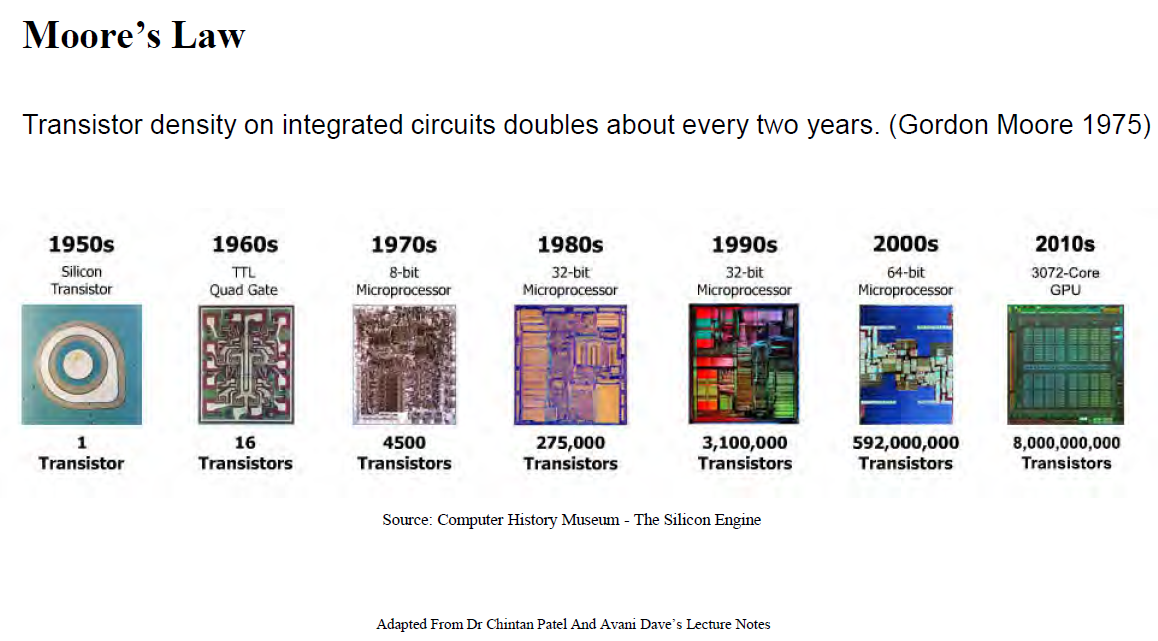 Moore’s Law
Transistor density on integrated circuits doubles about every two years. (Gordon Moore 1975)
1950s
Silicon
Transistor
1
Transistor
1960s
TTL
Quad Gate
16
Transistors
1970s
8-bit
Microprocessor
4500
Transistors
1980s
32-bit
Microprocessor
275,000
Transistors
1990s
32-bit
Microprocessor
3,100,000
Transistors
2000s
64-bit
Microprocessor
592,000,000
Transistors
2010s
3072-Core
GPU
8,000,000,000
Transistors
Source: Computer History Museum - The Silicon Engine
Adapted From Dr Chintan Patel And Avani Dave’s Lecture Notes